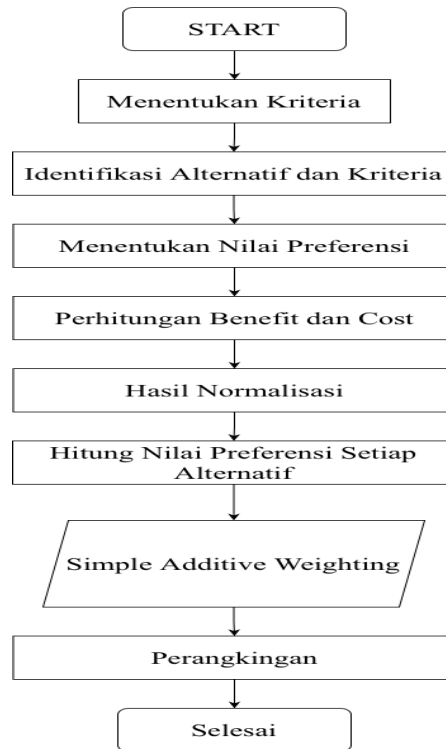 START
Menentukan Kriteria
Identifikasi Alternatif dan Kriteria
Menentukan Nilai Preferensi
Perhitungan Benefit dan Cost
Hasil Normalisasi
Hitung Nilai Preferensi Setiap
Alternatif
Simple Additive Weighting
Perangkingan
Selesai